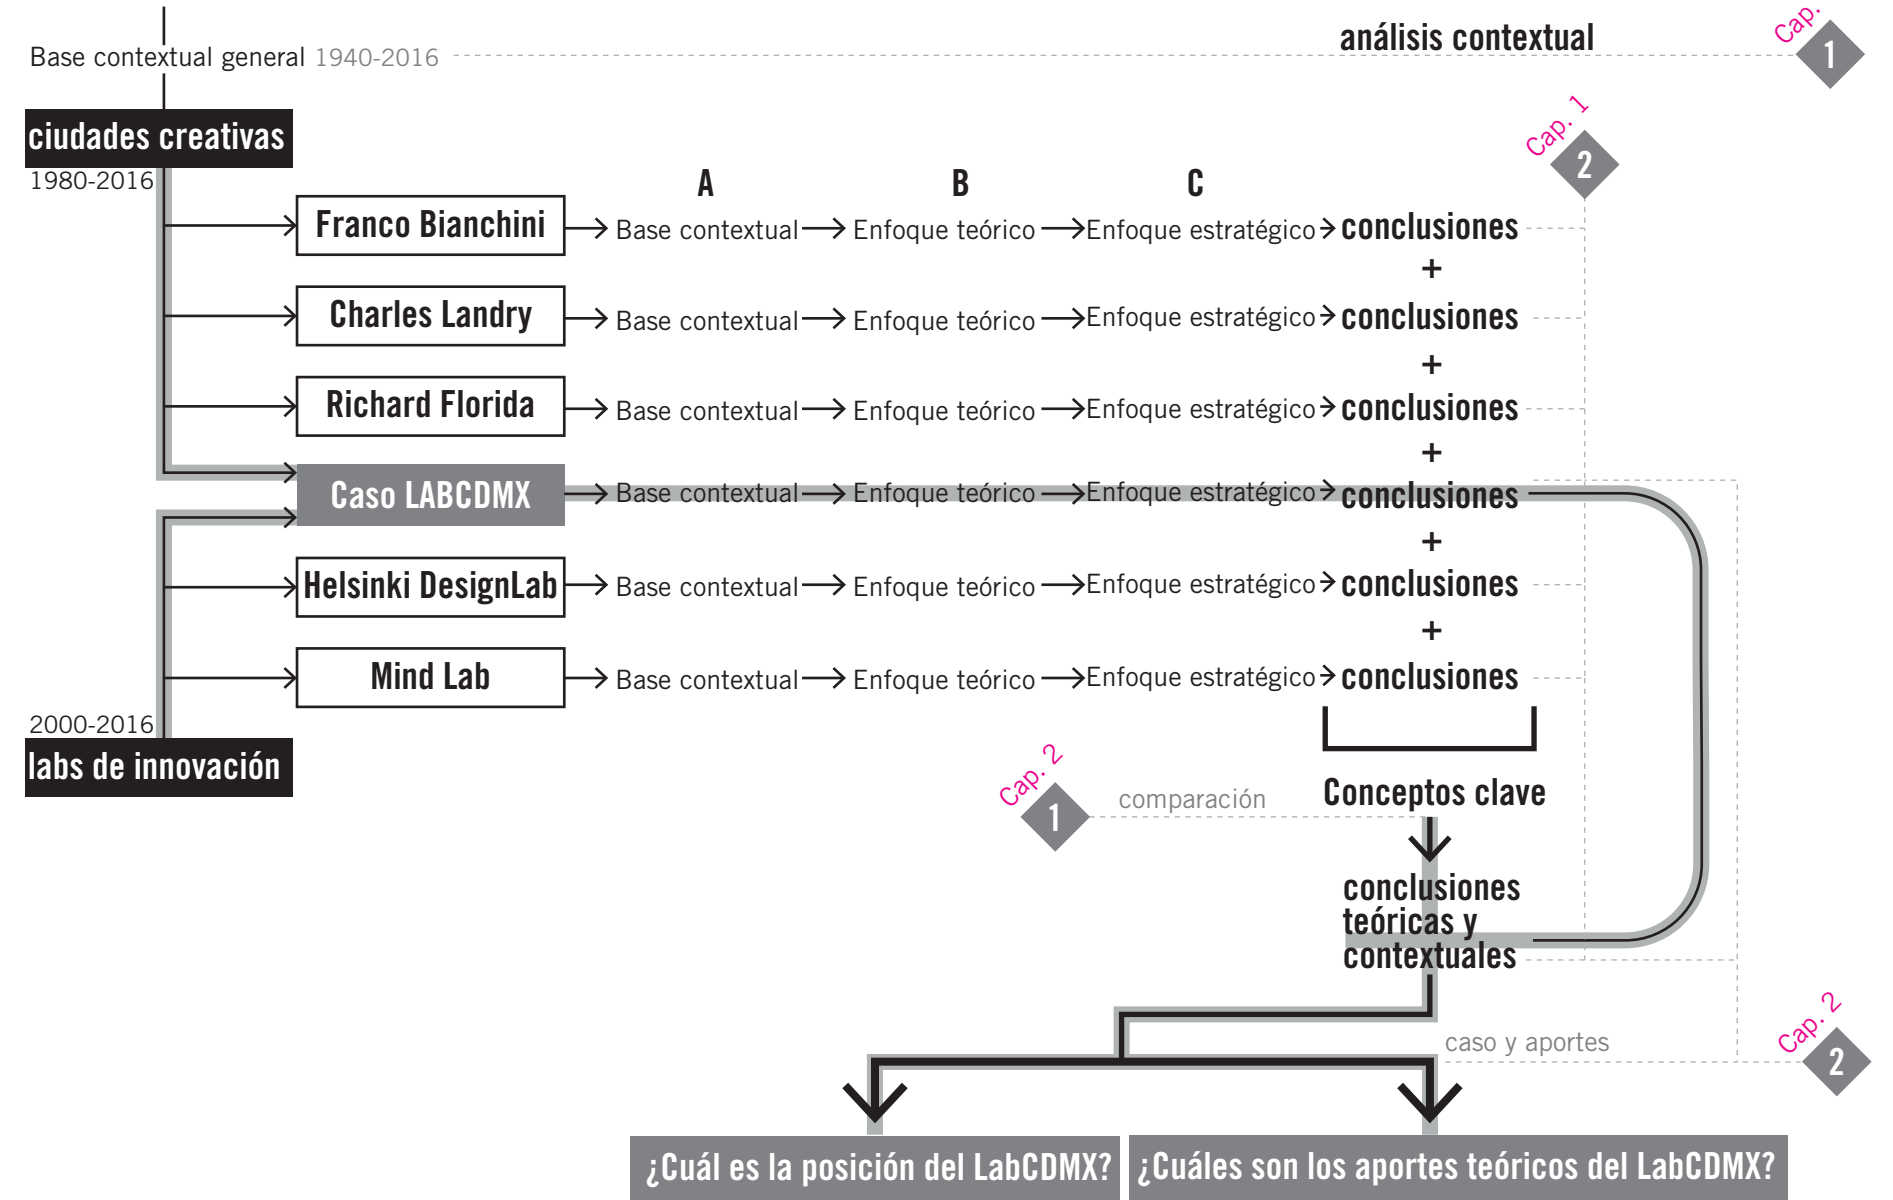 Cap.
análisis contextual
1
Base contextual general 1940-2016
Cap. 1
2
ciudades creativas
1980-2016
A B C
Franco Bianchini Base contextual Enfoque teórico Enfoque estratégico conclusiones
+
Charles Landry Base contextual Enfoque teórico Enfoque estratégico conclusiones
+
Richard Florida Base contextual Enfoque teórico Enfoque estratégico conclusiones
+
Caso LABCDMX Base contextual Enfoque teórico Enfoque estratégico conclusiones
+
Helsinki DesignLab Base contextual Enfoque teórico Enfoque estratégico conclusiones
+
Mind Lab Base contextual Enfoque teórico Enfoque estratégico conclusiones
2000-2016
labs de innovación
Cap. 2
1
comparación
Conceptos clave
conclusiones
teóricas y
contextuales
caso y aportes
Cap. 2
2
¿Cuál es la posición del LabCDMX?
¿Cuáles son los aportes teóricos del LabCDMX?